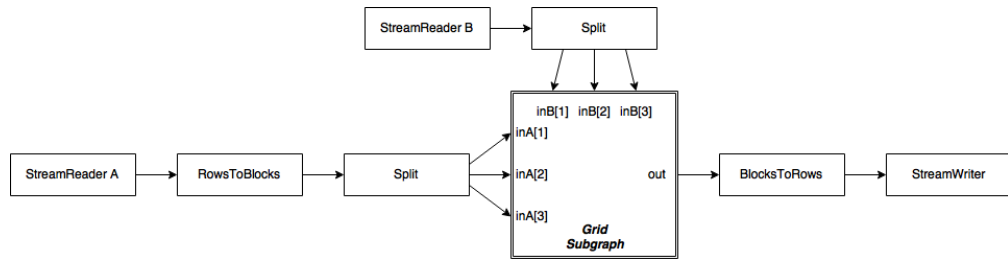 StreamReader B
Split
inB[1] inB[2] inB[3]
inA[1]
StreamReader A
RowsToBlocks
Split
inA[2]
out
BlocksToRows
StreamWriter
inA[3]
Grid
Subgraph